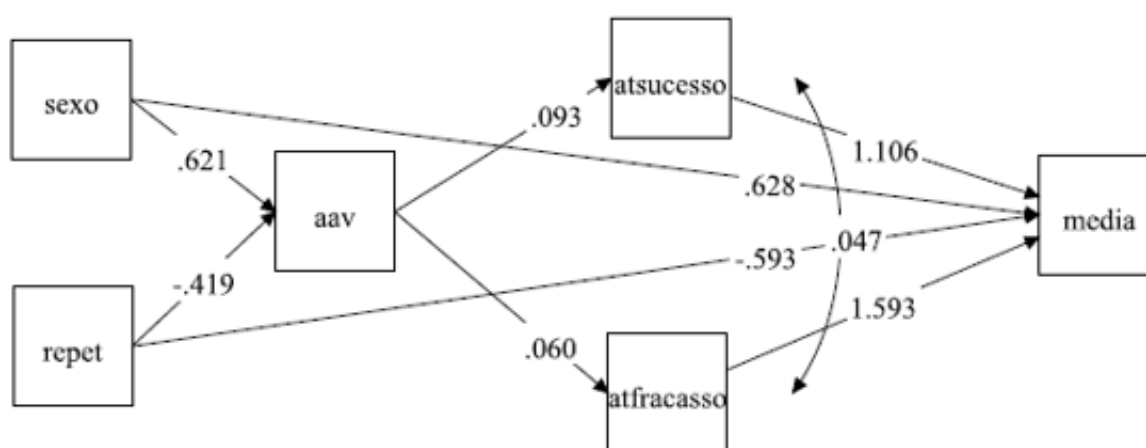 sexo
atsucesso
.093
.621
1.106
.628
media
aav
.047
-.593
-.419
1.593
repet
.060
atfracasso